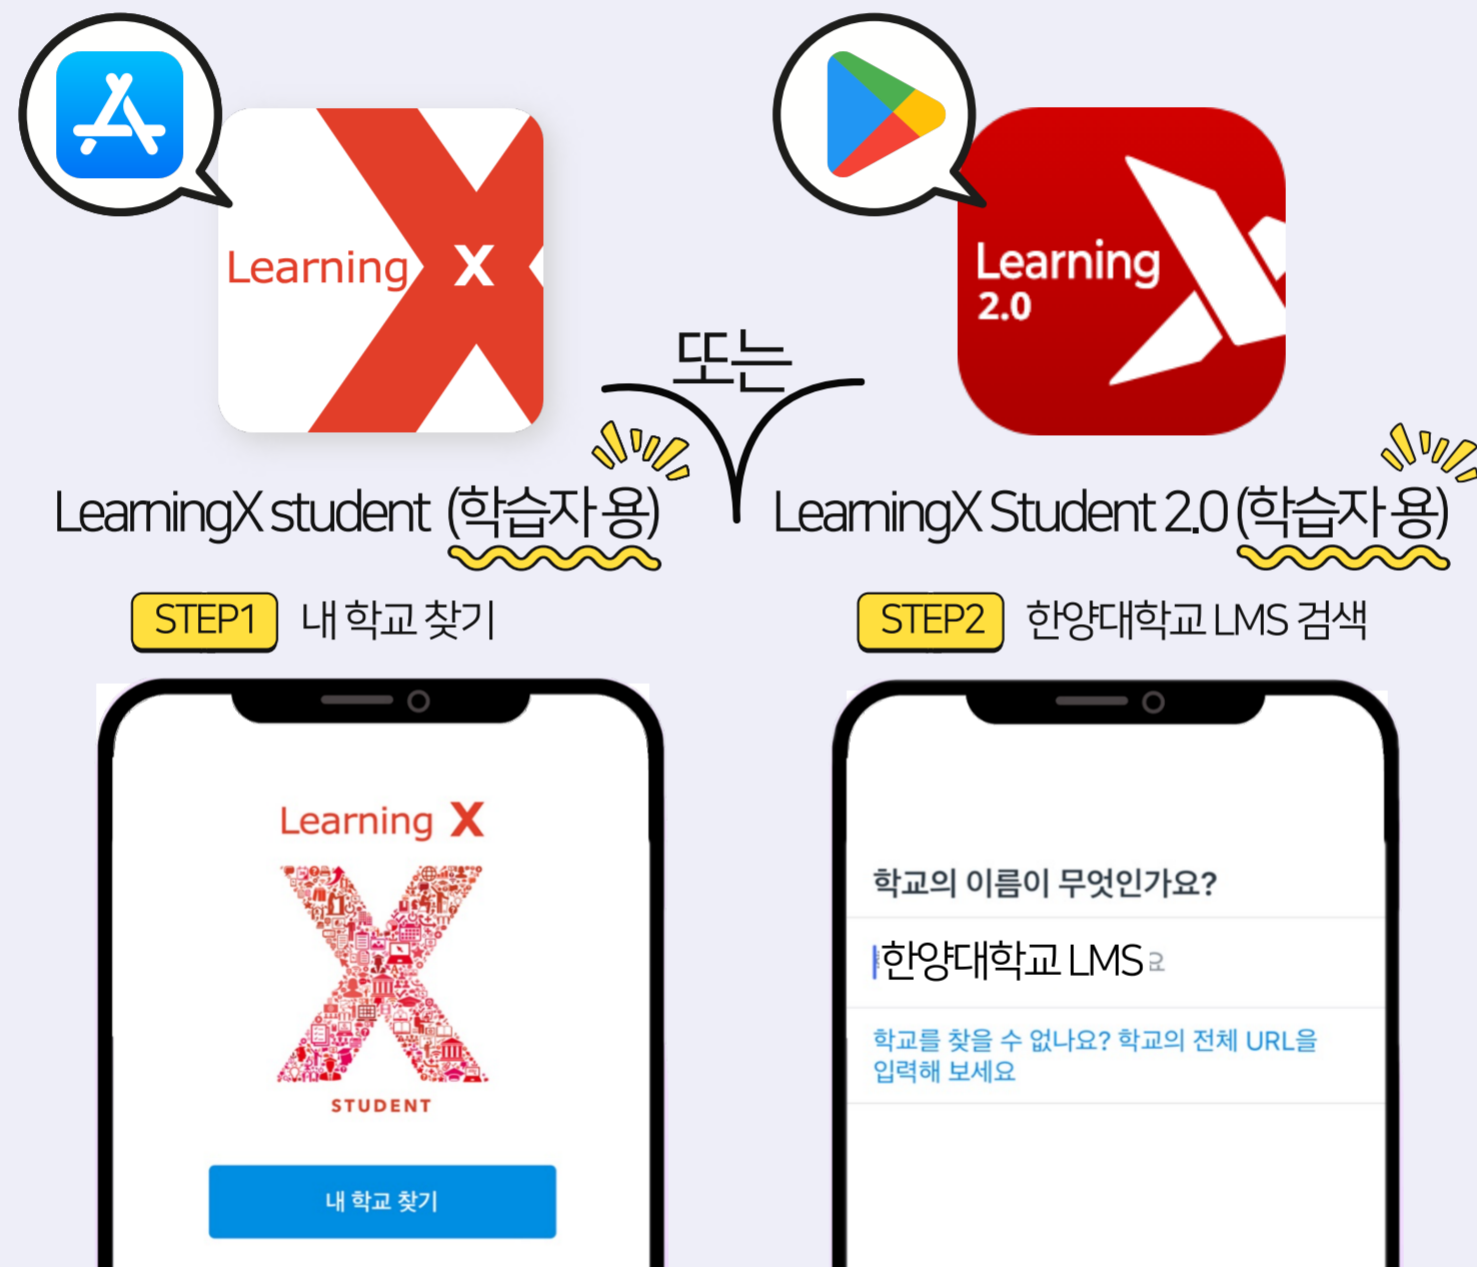 Learning X
Learning
2.0
또는
LearningX student (학습자용)
LearningX Student 2.0 (학습자용)
STEP1 내 학교 찾기
STEP2 한양대학교 LMS 검색
Learning X
STUDENT
내 학교 찾기
학교의 이름이 무엇인가요?
한양대학교 LMS
학교를 찾을 수 없나요? 학교의 전체 URL을
입력해 보세요